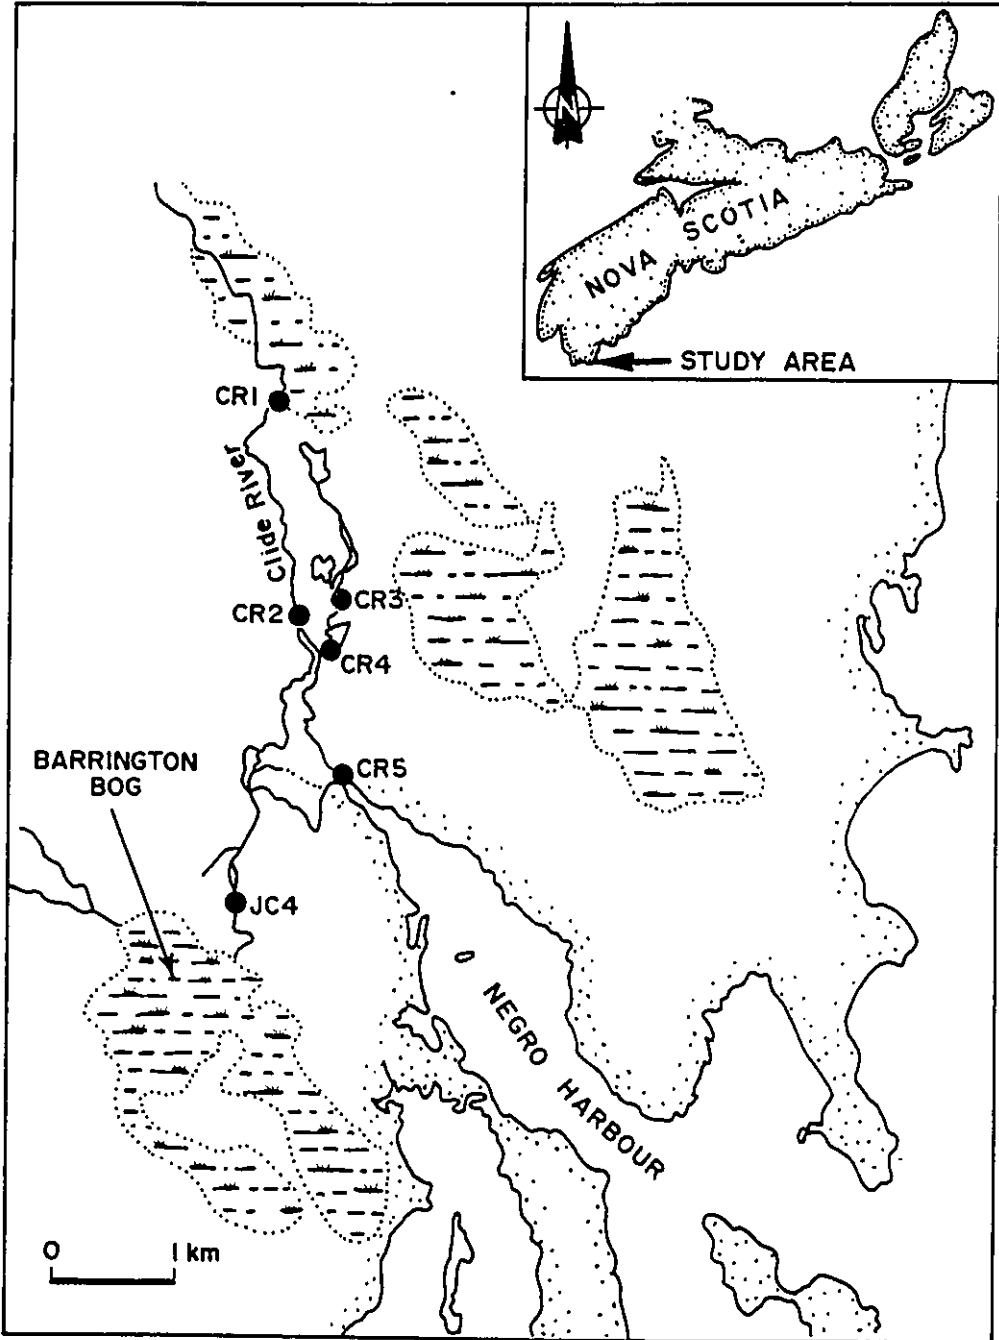 N
NOVA SCOTIA
STUDY AREA
CR1
Clide River
CR3
CR2
CR4
BARRINGTON
BOG
CR5
JC4
NEGRO HARBOUR
0 1 km